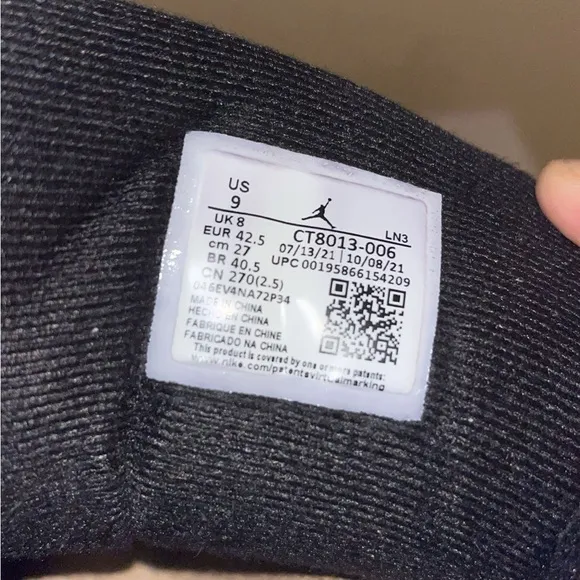 US
9
UK 8
EUR 42.5
cm 27
BR 40.5
CN 270(2.5)
LN3
CT8013-006
07/13/21 | 10/08/21
UPC 00195866154209
046EV4NA72P34
MADE IN CHINA
HECHO EN CHINA
FABRIQUE EN CHINE
FABRICADO NA CHINA
This product is covered by one or more patents:
www.nike.com/patentsvirtualmarking